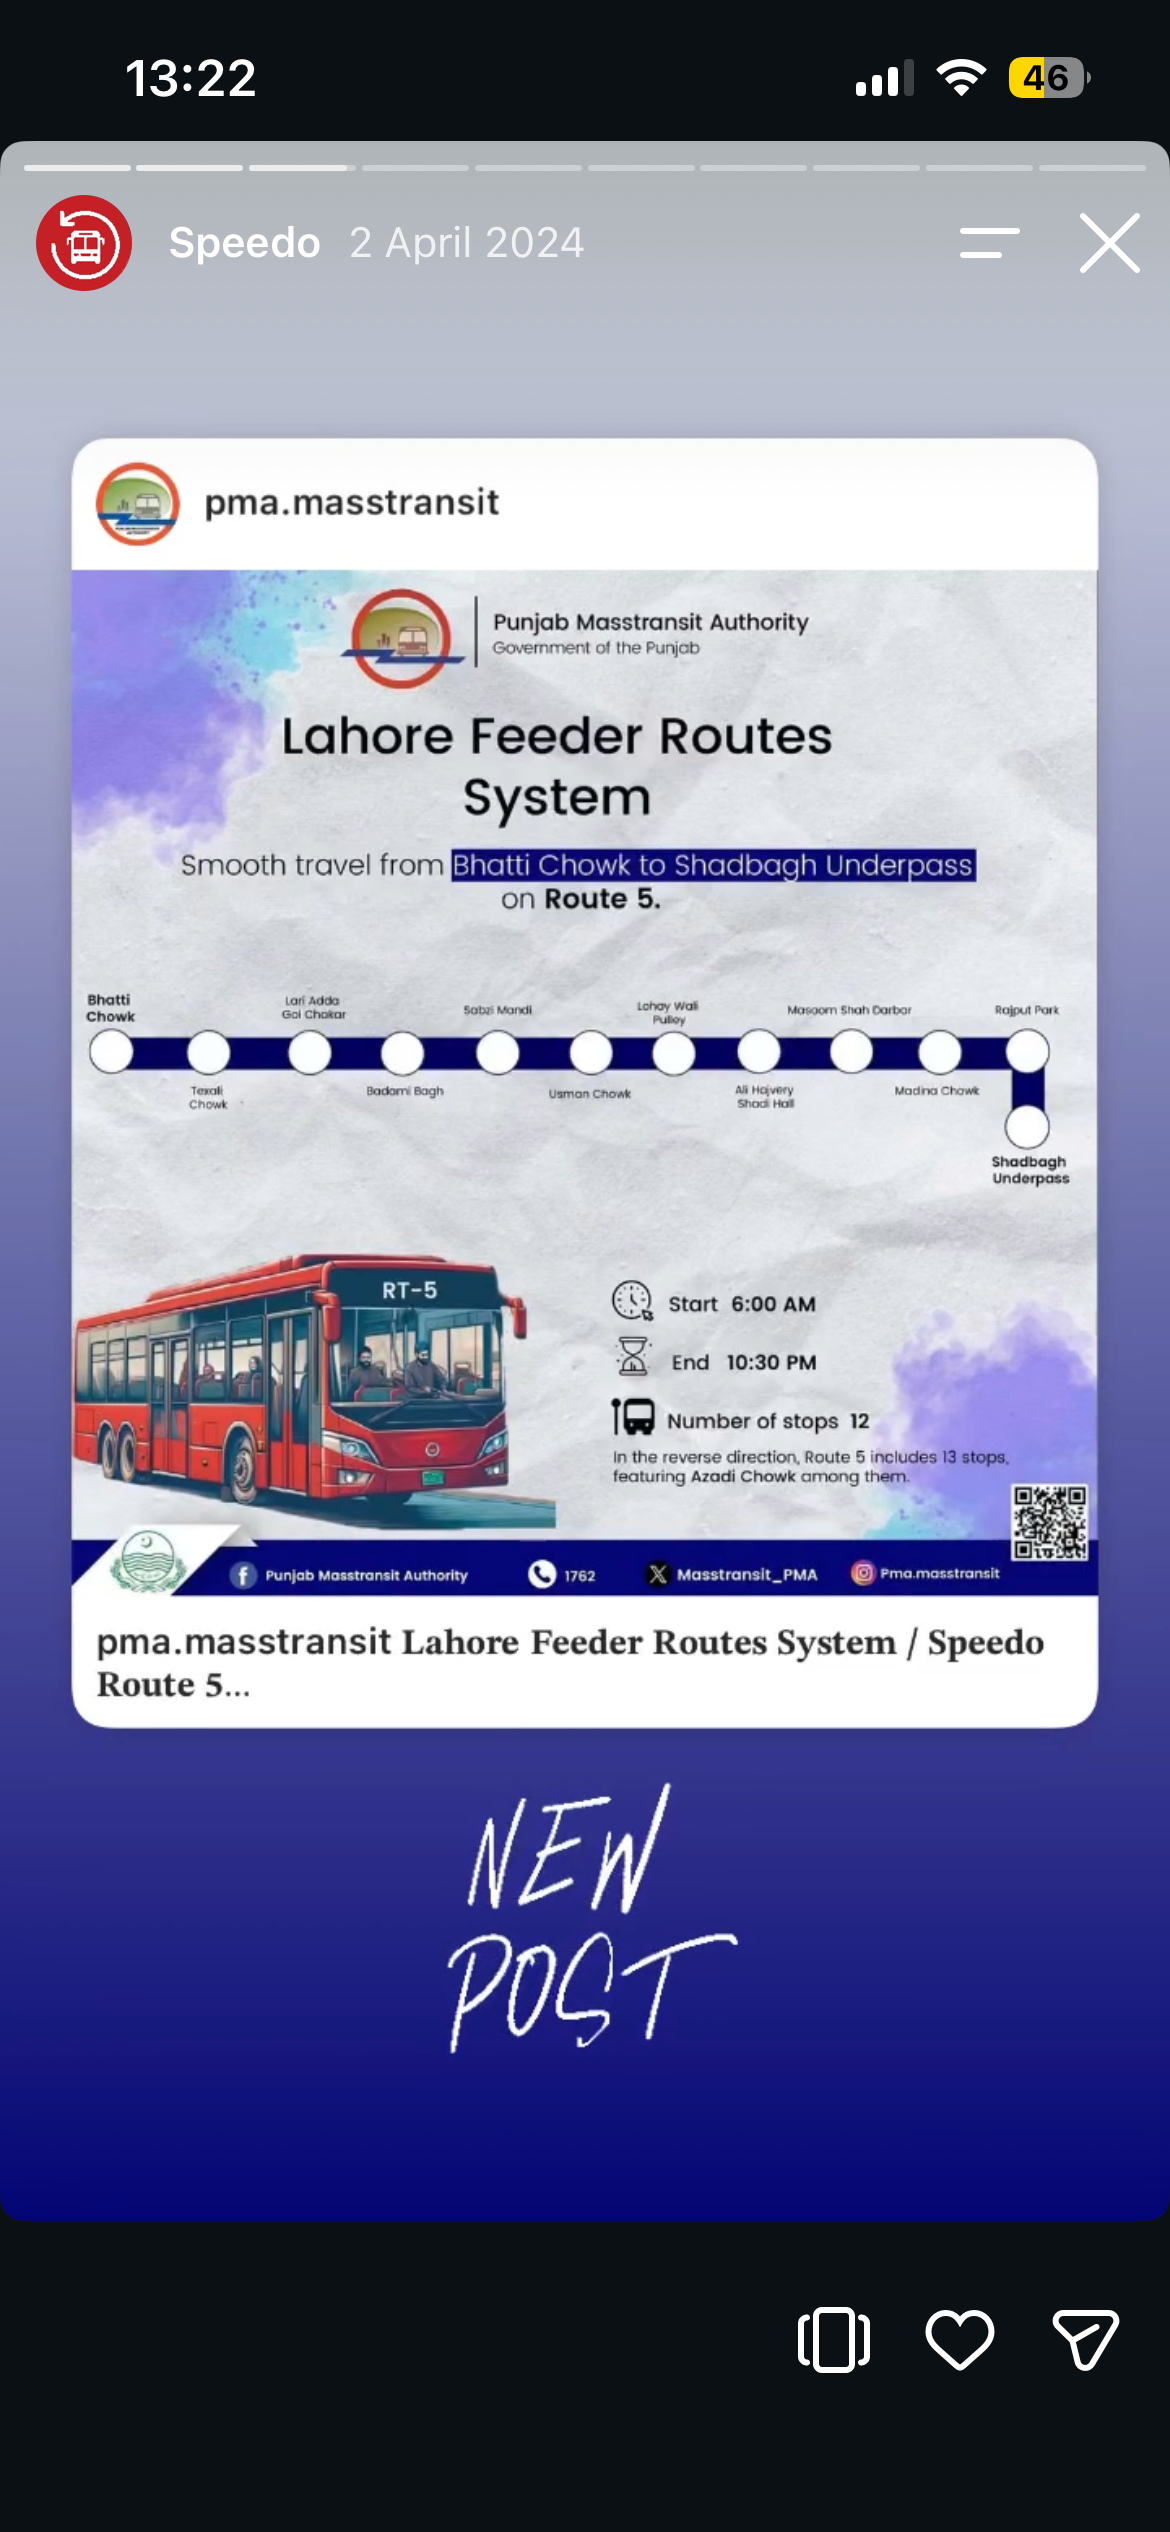 13:22
46
Speedo 2 April 2024
pma.masstransit
Punjab Masstransit Authority
Government of the Punjab
Lahore Feeder Routes
System
Smooth travel from Bhatti Chowk to Shadbagh Underpass
on Route 5.
Bhatti
Chowk
Texali
Chowk
Lari Adda
Gol Chakar
Badami Bagh
Sabzi Mandi
Usman Chowk
Lohay Wali
Pulley
Ali Hajvery
Shadi Hall
Masoom Shah Darbar
Madina Chowk
Rajput Park
Shadbagh
Underpass
RT-5
Start 6:00 AM
End 10:30 PM
Number of stops 12
In the reverse direction, Route 5 includes 13 stops,
featuring Azadi Chowk among them.
Punjab Masstransit Authority 1762 Masstransit_PMA Pma.masstransit
pma.masstransit Lahore Feeder Routes System / Speedo
Route 5...
NEW
POST